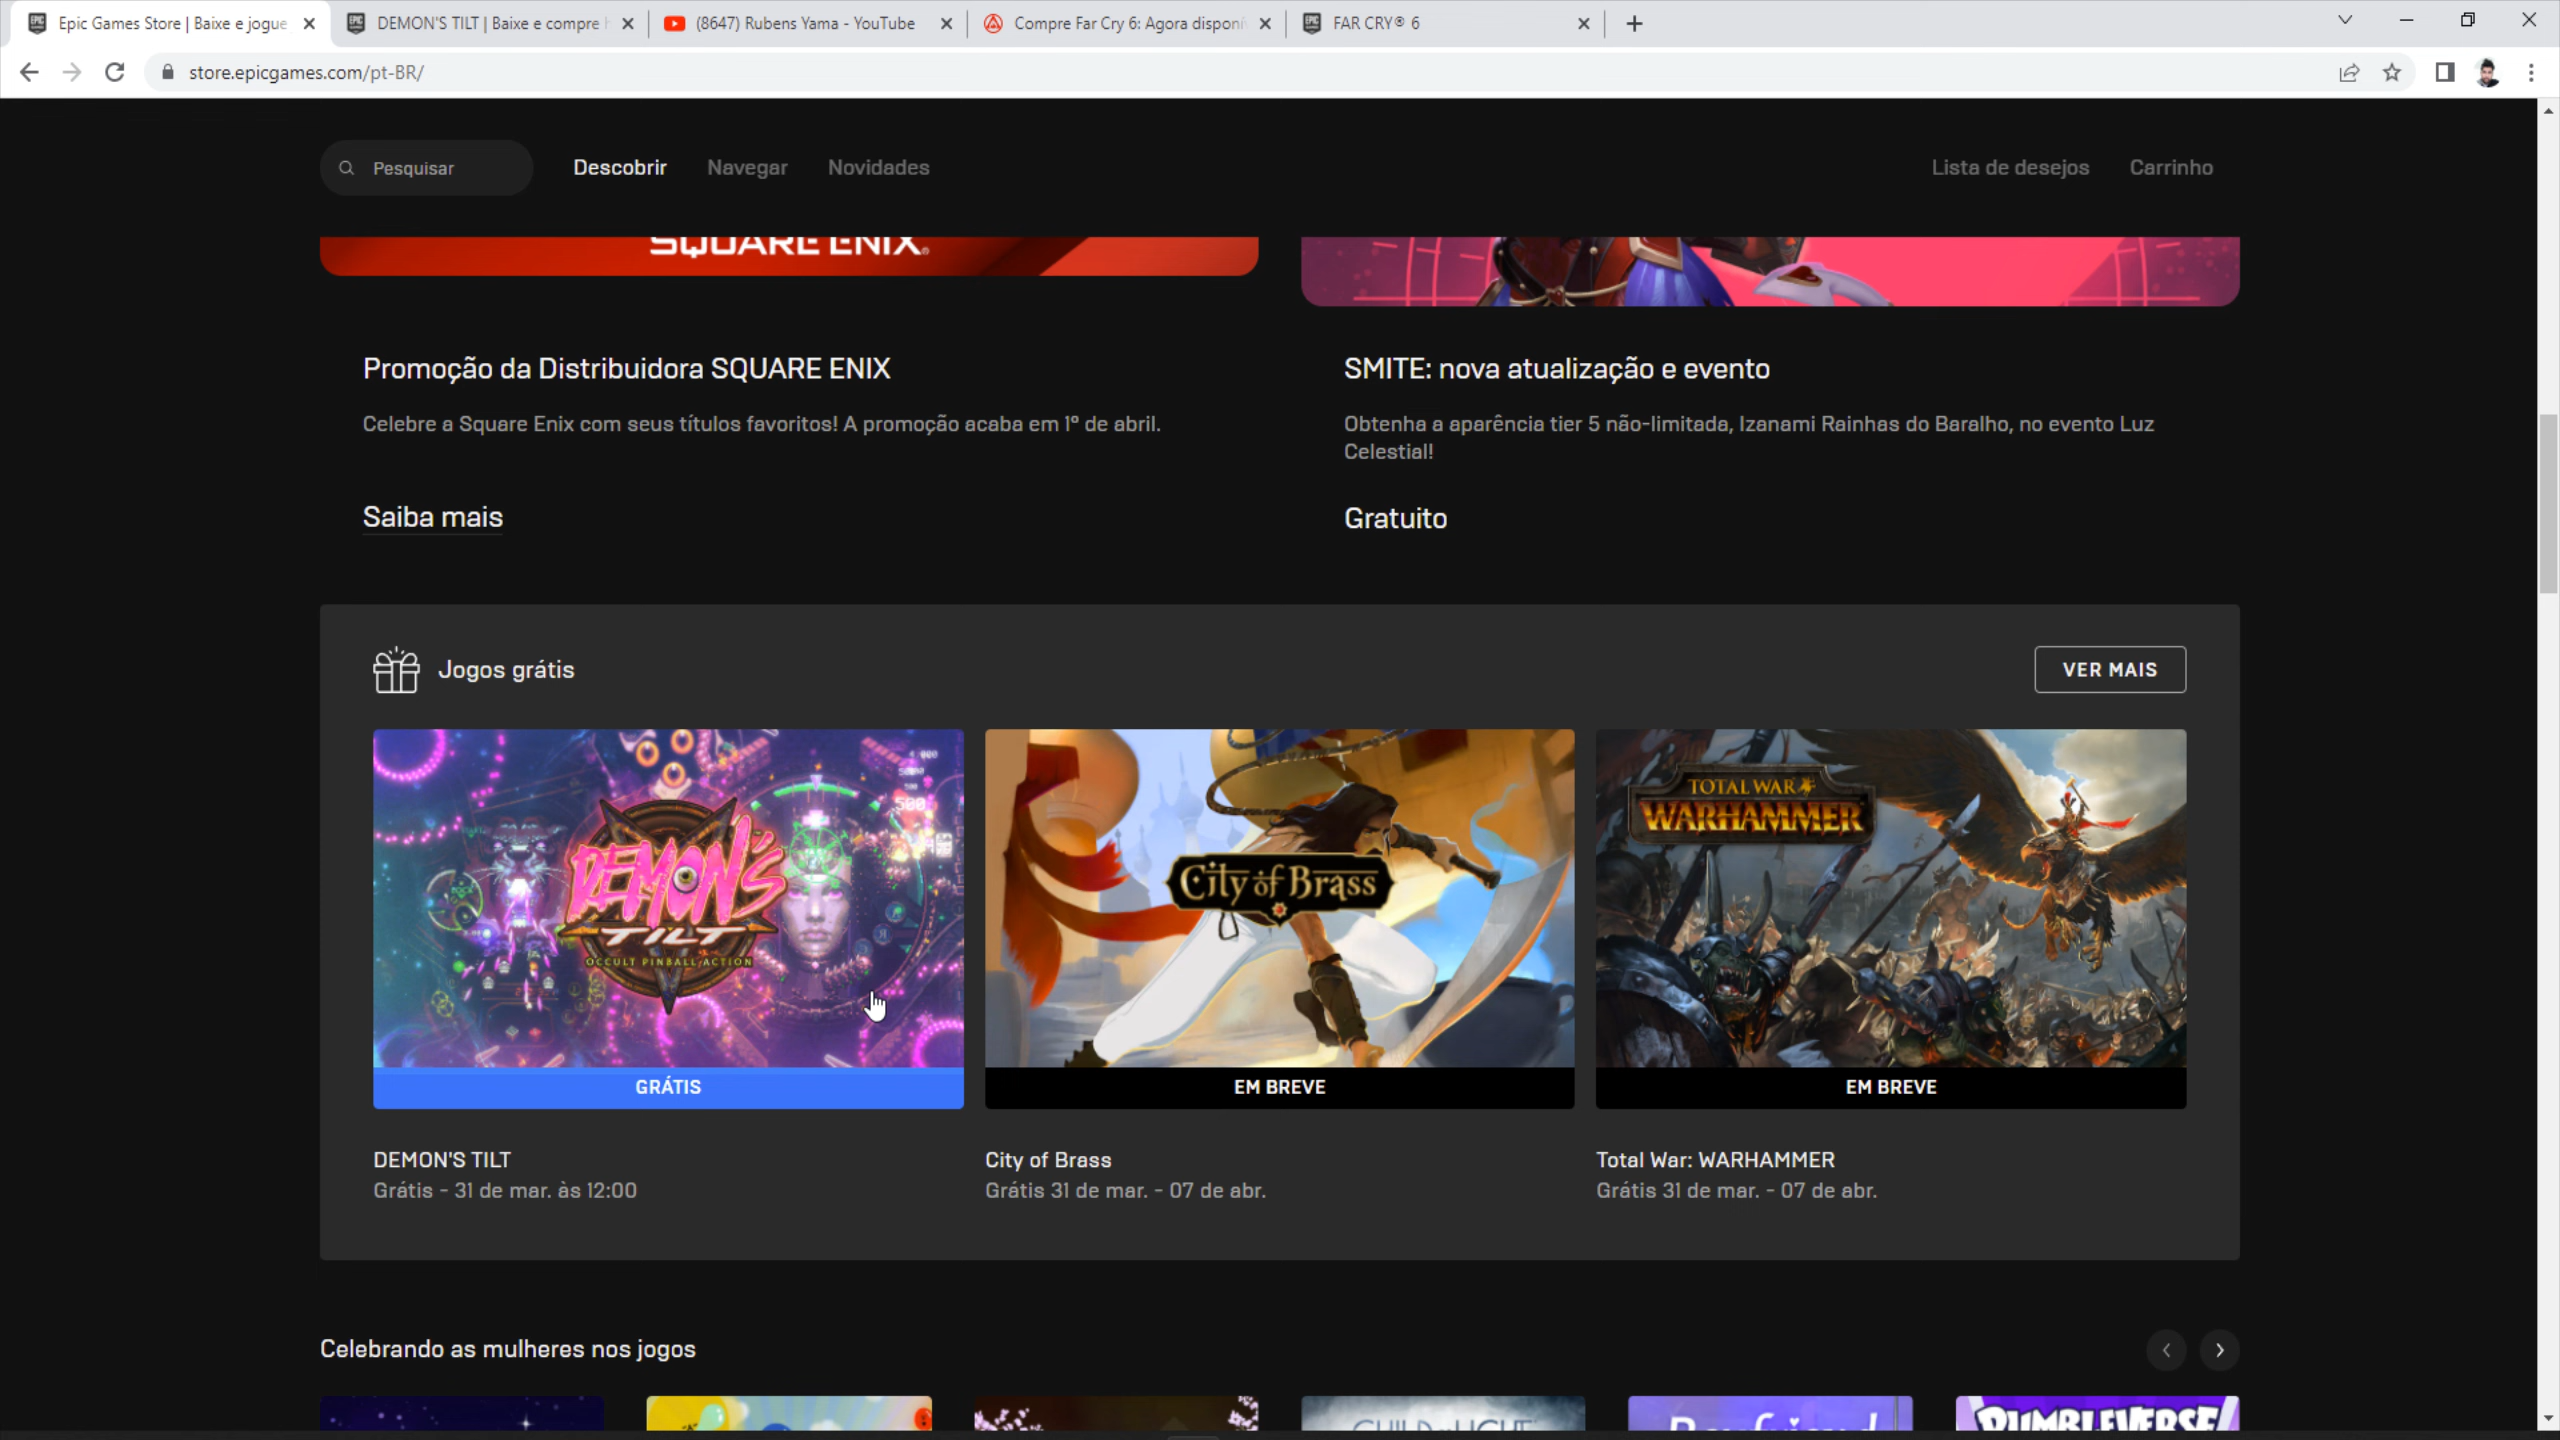 Epic Games Store | Baixe e jogue
DEMON'S TILT | Baixe e compre
(8647) Rubens Yama - YouTube
Compre Far Cry 6: Agora disponí
FAR CRY® 6
store.epicgames.com/pt-BR/
Pesquisar
Descobrir
Navegar
Novidades
Lista de desejos
Carrinho
SQUARE ENIX
Promoção da Distribuidora SQUARE ENIX
Celebre a Square Enix com seus títulos favoritos! A promoção acaba em 1º de abril.
Saiba mais
SMITE: nova atualização e evento
Obtenha a aparência tier 5 não-limitada, Izanami Rainhas do Baralho, no evento Luz
Celestial!
Gratuito
Jogos grátis
VER MAIS
DEMON'S
TILT
OCCULT PINBALL ACTION
500
GRÁTIS
DEMON'S TILT
Grátis - 31 de mar. às 12:00
City of Brass
EM BREVE
City of Brass
Grátis 31 de mar. - 07 de abr.
TOTAL WAR
WARHAMMER
EM BREVE
Total War: WARHAMMER
Grátis 31 de mar. - 07 de abr.
Celebrando as mulheres nos jogos
CHILD OF LIGHT
RUMBLEVERSE